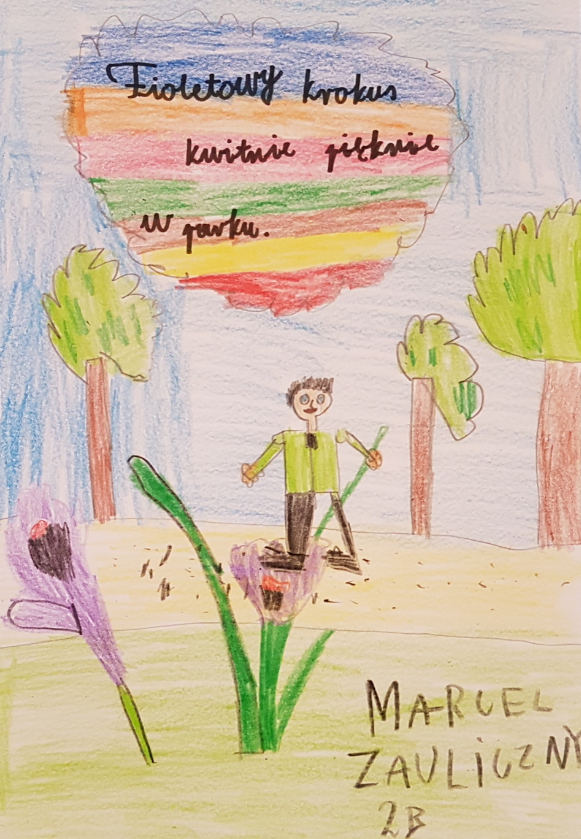 Fioletowy krokus
kwitnie pięknie
w parku.
MARCEL
ZAULICZNY
2B